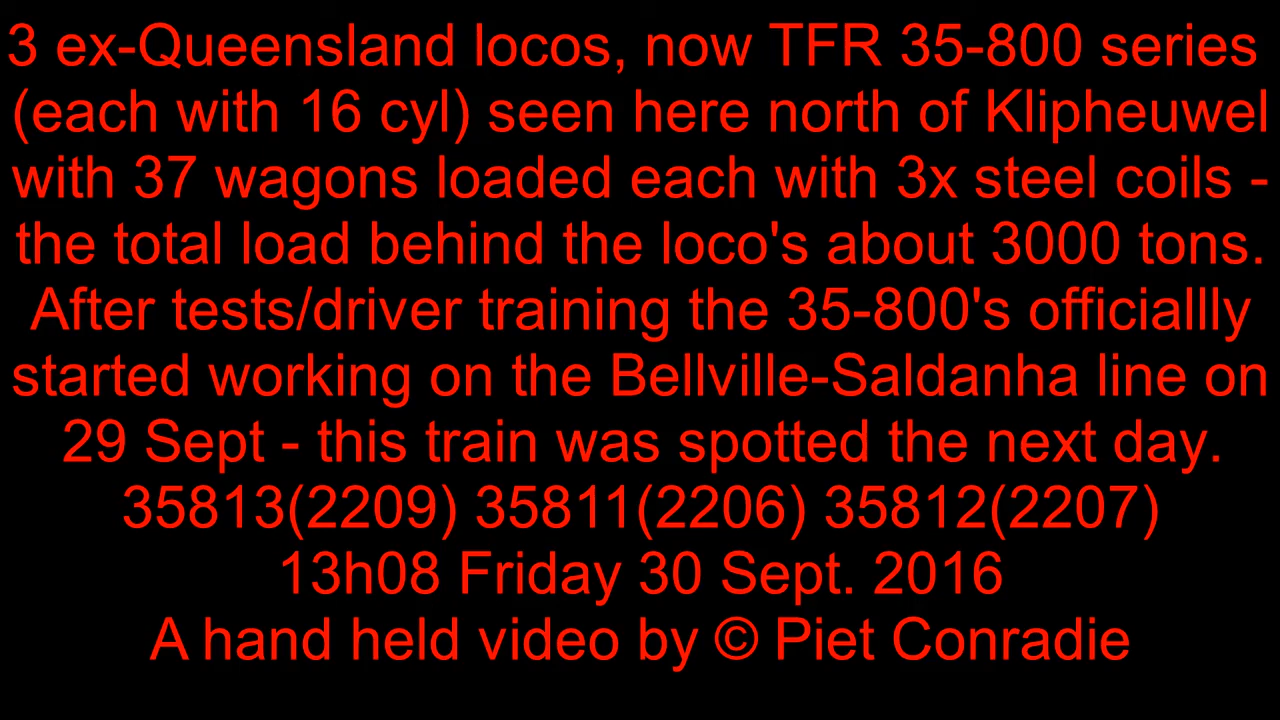 3 ex-Queensland locos, now TFR 35-800 series
(each with 16 cyl) seen here north of Klipheuwel
with 37 wagons loaded each with 3x steel coils -
the total load behind the loco's about 3000 tons.
After tests/driver training the 35-800's officiallly
started working on the Bellville-Saldanha line on
29 Sept - this train was spotted the next day.
35813(2209) 35811(2206) 35812(2207)
13h08 Friday 30 Sept. 2016
A hand held video by © Piet Conradie